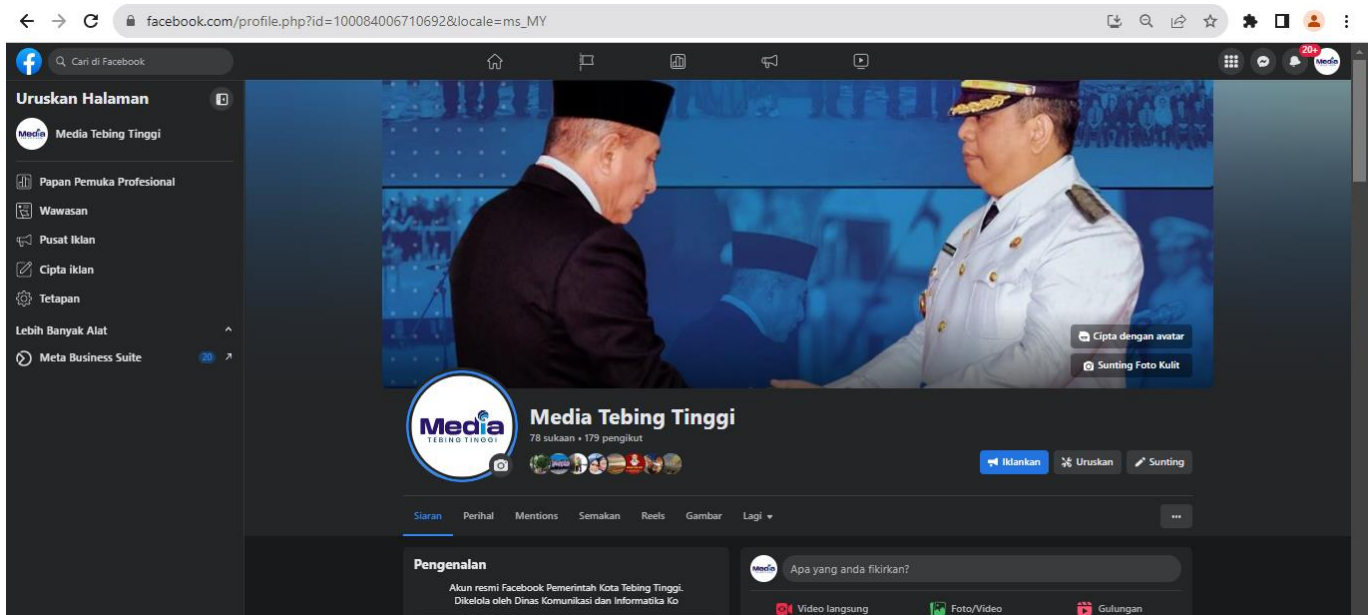 facebook.com/profile.php?id=100084006710692&locale=ms_MY
Cari di Facebook
20+
Media
Uruskan Halaman
Media Tebing Tinggi
Papan Pemuka Profesional
Wawasan
Pusat Iklan
Cipta iklan
Tetapan
Lebih Banyak Alat
Meta Business Suite 20
Cipta dengan avatar
Sunting Foto Kulit
Media
TEBING TINGGI
Media Tebing Tinggi
78 sukaan • 179 pengikut
Iklankan Uruskan Sunting
Siaran Perihal Mentions Semakan Reels Gambar Lagi
Pengenalan
Akun resmi Facebook Pemerintah Kota Tebing Tinggi.
Dikelola oleh Dinas Komunikasi dan Informatika Ko
Media
Apa yang anda fikirkan?
Video langsung Foto/Video Gulungan